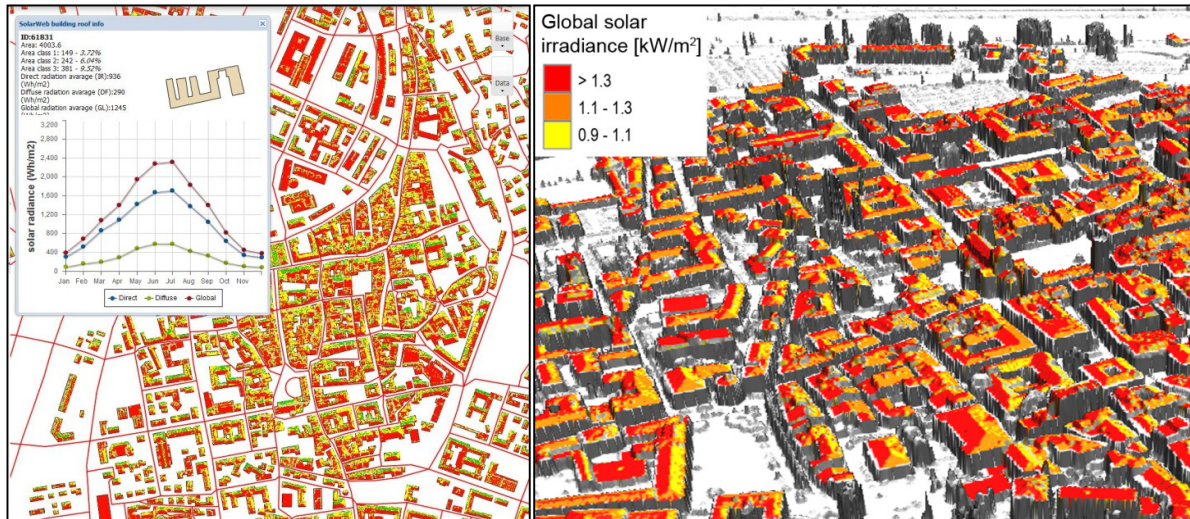 SolarWeb building roof info
ID:61831
Area: 4003.6
Area class 1: 149 - 3.72%
Area class 2: 242 - 6.04%
Area class 3: 381 - 9.52%
Direct radiation average (IR):936
(Wh/m2)
Diffuse radiation avarage (DF):290
(Wh/m2)
Global radiation avarage (GL):1245
solar radiance (Wh/m2)
3,200
2,800
2,400
2,000
1,600
1,200
800
400
0
Jan Feb Mar Apr May Jun Jul Aug Sep Oct Nov
Direct Diffuse Global
Base
Data
Global solar
irradiance [kW/m²]
> 1.3
1.1 - 1.3
0.9 - 1.1